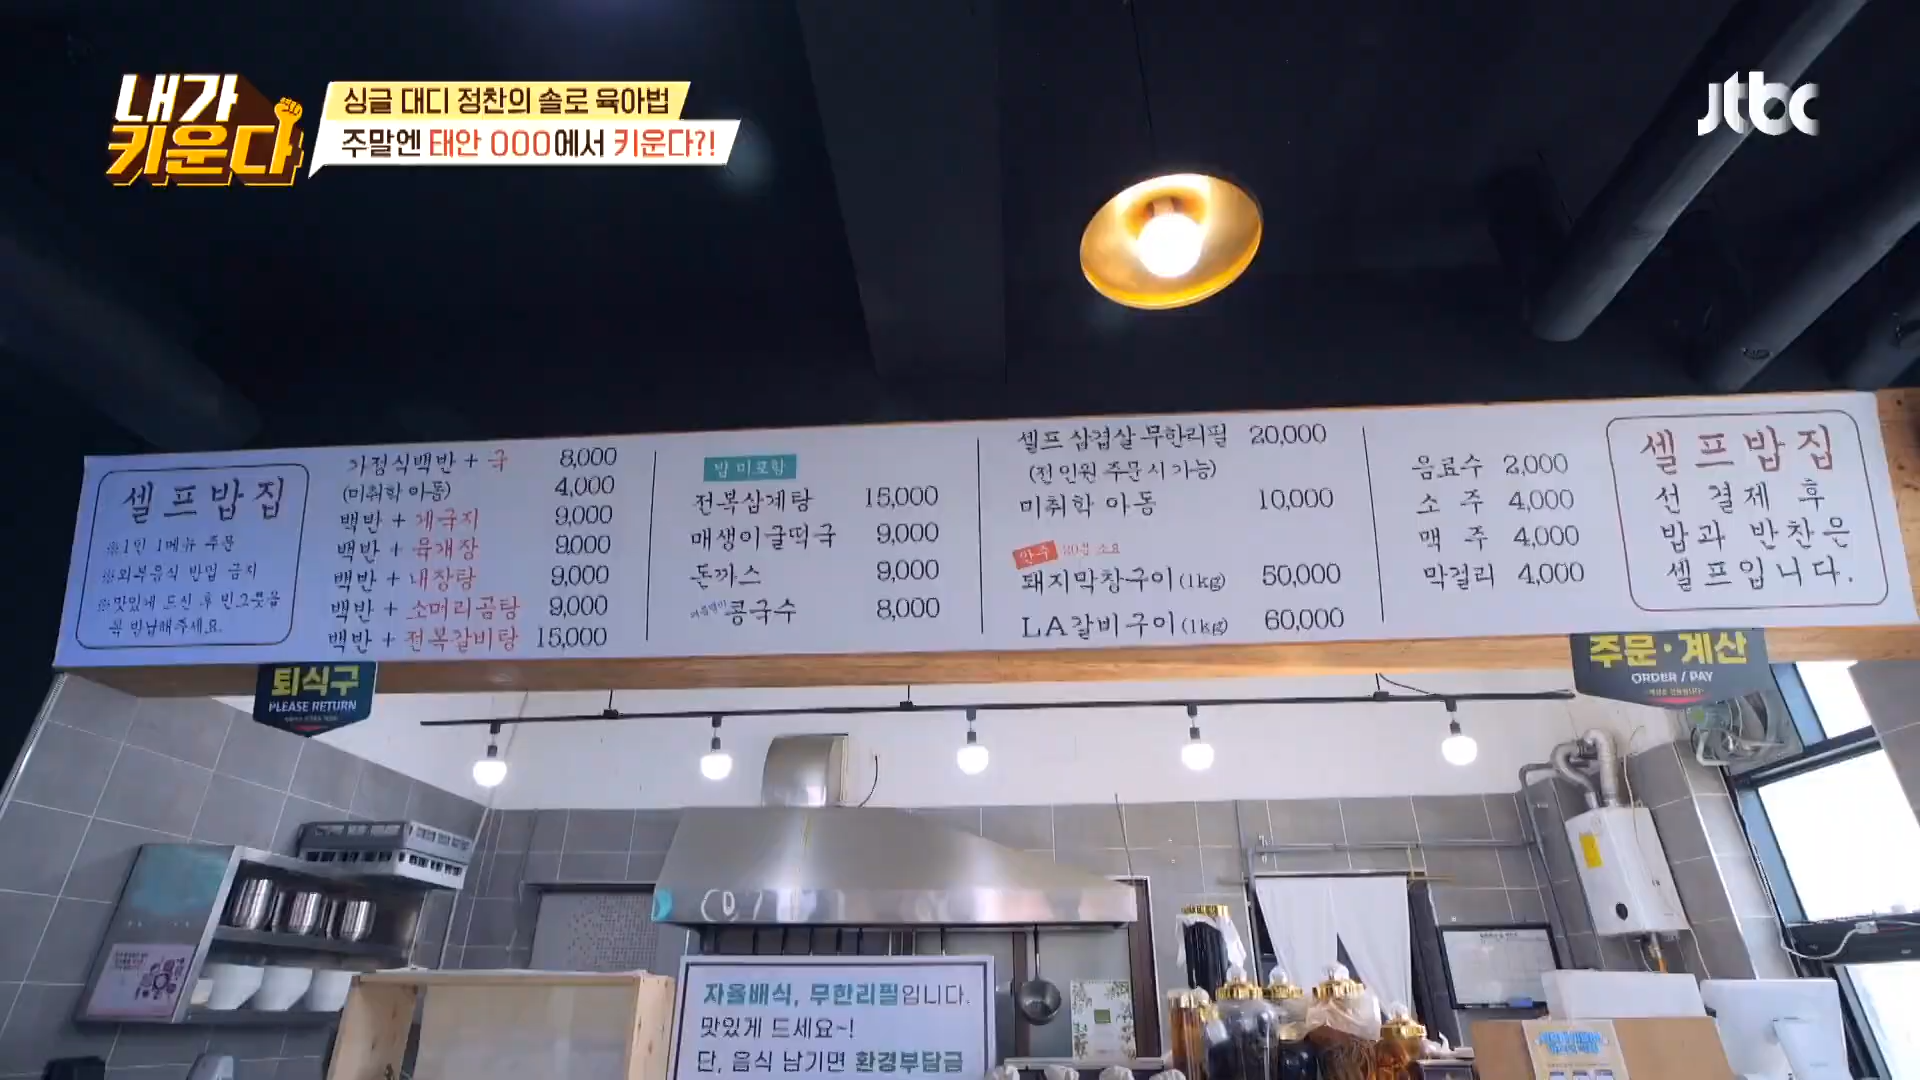 내가
키운다
싱글 대디 정찬의 솔로 육아법
주말엔 태안 OOO에서 키운다?!
jtbc
셀프밥집
※1인 1메뉴 주문
※외부음식 반입 금지
※맛있게 드신 후 빈그릇을
꼭 반납해주세요.
가정식백반 + 국 8,000
(미취학 아동) 4,000
백반 + 게국지 9,000
백반 + 육개장 9,000
백반 + 내장탕 9,000
백반 + 소머리곰탕 9,000
백반 + 전복갈비탕 15,000
밥 미포함
전복삼계탕 15,000
매생이굴떡국 9,000
돈까스 9,000
콩국수 8,000
셀프 삼겹살 무한리필 20,000
(전 인원 주문시 가능)
미취학 아동 10,000
안주 30분 소요
돼지막창구이(1kg) 50,000
LA갈비구이(1kg) 60,000
음료수 2,000
소 주 4,000
맥 주 4,000
막걸리 4,000
셀프밥집
선 결제 후
밥과 반찬은
셀프입니다.
퇴식구
PLEASE RETURN
주문·계산
ORDER / PAY
자율배식, 무한리필입니다.
맛있게 드세요~!
단, 음식 남기면 환경부담금